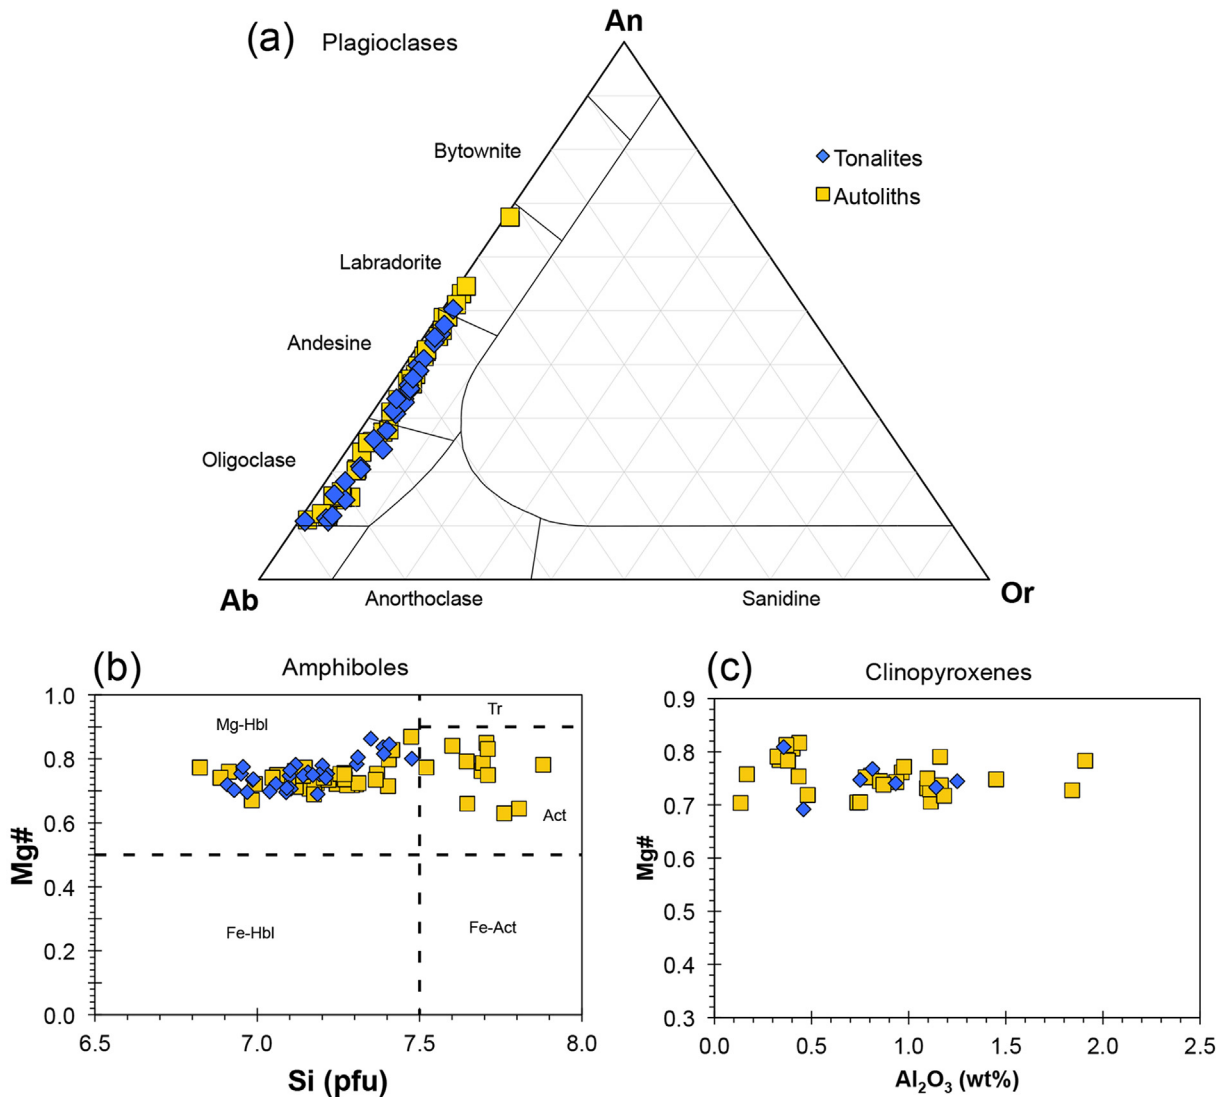 An
(a) Plagioclases
Bytownite
Tonalites
Autoliths
Labradorite
Andesine
Oligoclase
Ab
Anorthoclase
Sanidine
Or
(b) Amphiboles
1.0
0.8
0.6
0.4
0.2
0.0
Mg#
Mg-Hbl
Tr
Act
Fe-Hbl
Fe-Act
6.5 7.0 7.5 8.0
Si (pfu)
(c) Clinopyroxenes
0.9
0.8
0.7
0.6
0.5
0.4
0.3
Mg#
0.0 0.5 1.0 1.5 2.0 2.5
Al₂O₃ (wt%)